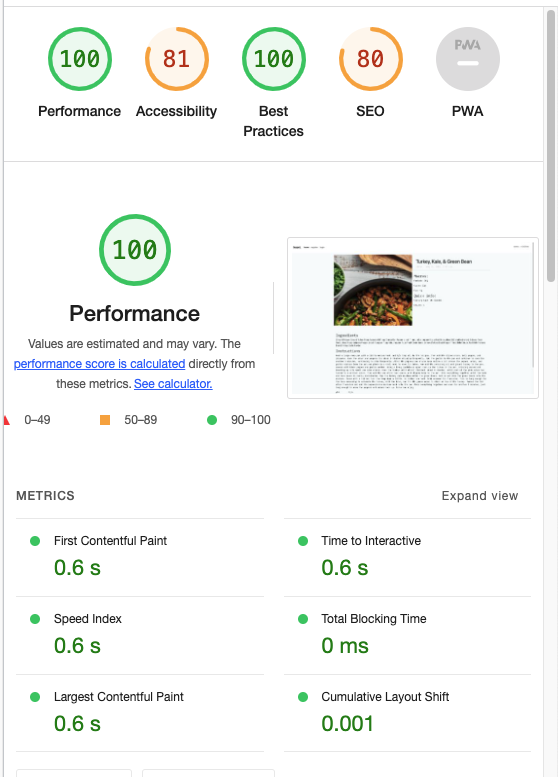 100
81
100
80
PWA
Performance
Accessibility
Best
Practices
SEO
PWA
100
Performance
Values are estimated and may vary. The
performance score is calculated directly from
these metrics. See calculator.
0–49
50–89
90–100
Turkey, Kale, & Green Bean
Ingredients
Instructions
METRICS
Expand view
First Contentful Paint
0.6 s
Time to Interactive
0.6 s
Speed Index
0.6 s
Total Blocking Time
0 ms
Largest Contentful Paint
0.6 s
Cumulative Layout Shift
0.001